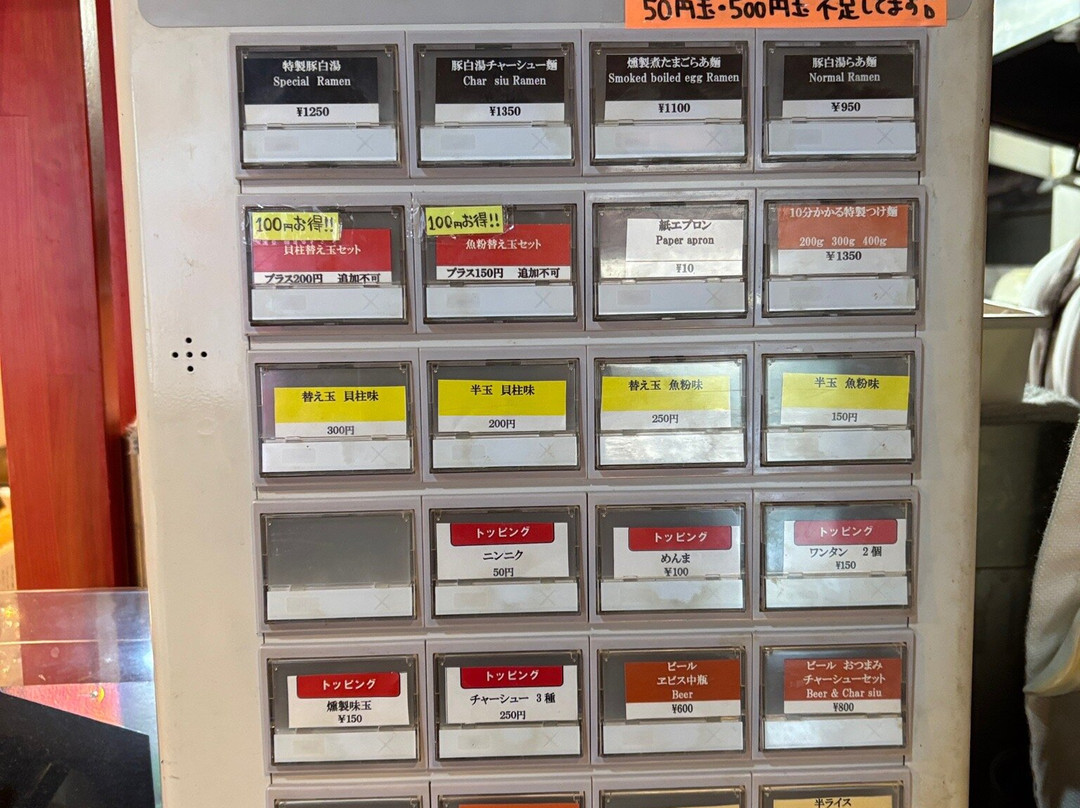 50円玉・500円玉 不足してます。
特製豚白湯
Special Ramen
¥1250
豚白湯チャーシュー麺
Char siu Ramen
¥1350
燻製煮たまごらあ麺
Smoked boiled egg Ramen
¥1100
豚白湯らあ麺
Normal Ramen
¥950
100円お得!!
貝柱替え玉セット
プラス200円 追加不可
100円お得!!
魚粉替え玉セット
プラス150円 追加不可
紙エプロン
Paper apron
¥10
10分かかる特製つけ麺
200g 300g 400g
¥1350
替え玉 貝柱味
300円
半玉 貝柱味
200円
替え玉 魚粉味
250円
半玉 魚粉味
150円
トッピング
ニンニク
50円
トッピング
めんま
¥100
トッピング
ワンタン 2個
¥150
トッピング
燻製味玉
¥150
トッピング
チャーシュー 3種
250円
ビール
ヱビス中瓶
Beer
¥600
ビール おつまみ
チャーシューセット
Beer & Char siu
¥800
半ライス